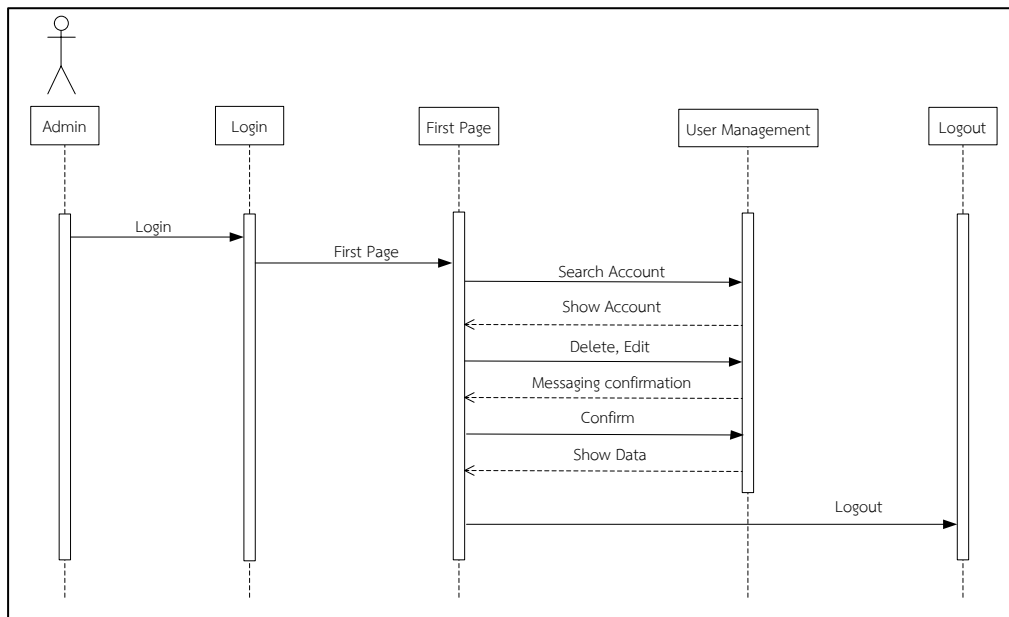 Admin
Login
First Page
User Management
Logout
Login
First Page
Search Account
Show Account
Delete, Edit
Messaging confirmation
Confirm
Show Data
Logout